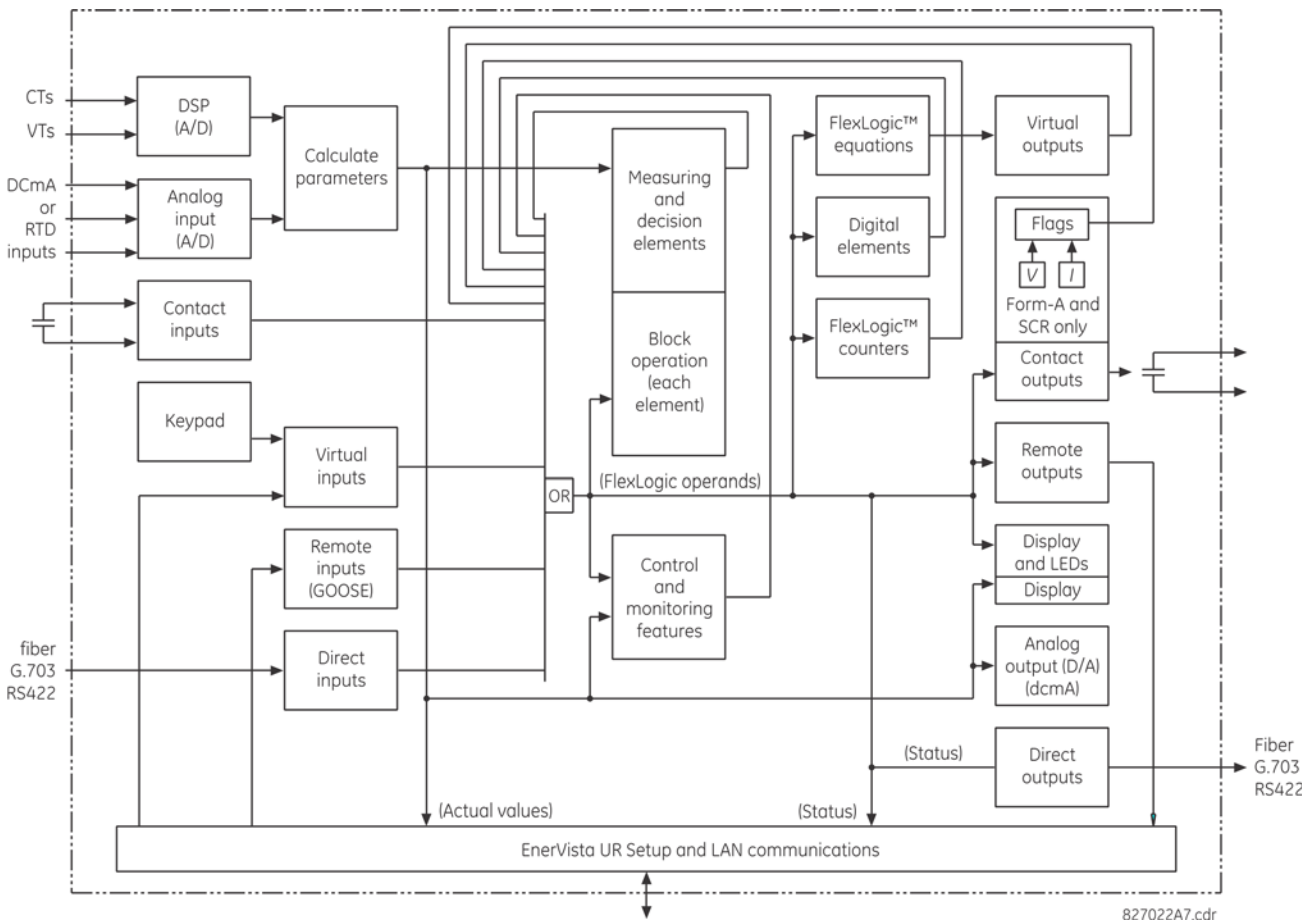 CTs
VTs
DCmA
or
RTD
inputs
DSP
(A/D)
Analog
input
(A/D)
Calculate
parameters
Contact
inputs
Keypad
Virtual
inputs
Remote
inputs
(GOOSE)
fiber
G.703
RS422
Direct
inputs
Measuring
and
decision
elements
Block
operation
(each
element)
OR
(FlexLogic operands)
Control
and
monitoring
features
FlexLogic™
equations
Digital
elements
FlexLogic™
counters
Virtual
outputs
Flags
V
I
Form-A and
SCR only
Contact
outputs
Remote
outputs
Display
and LEDs
Display
Analog
output (D/A)
(dcmA)
(Status)
Direct
outputs
Fiber
G.703
RS422
(Actual values)
(Status)
EnerVista UR Setup and LAN communications
827022A7.cdr